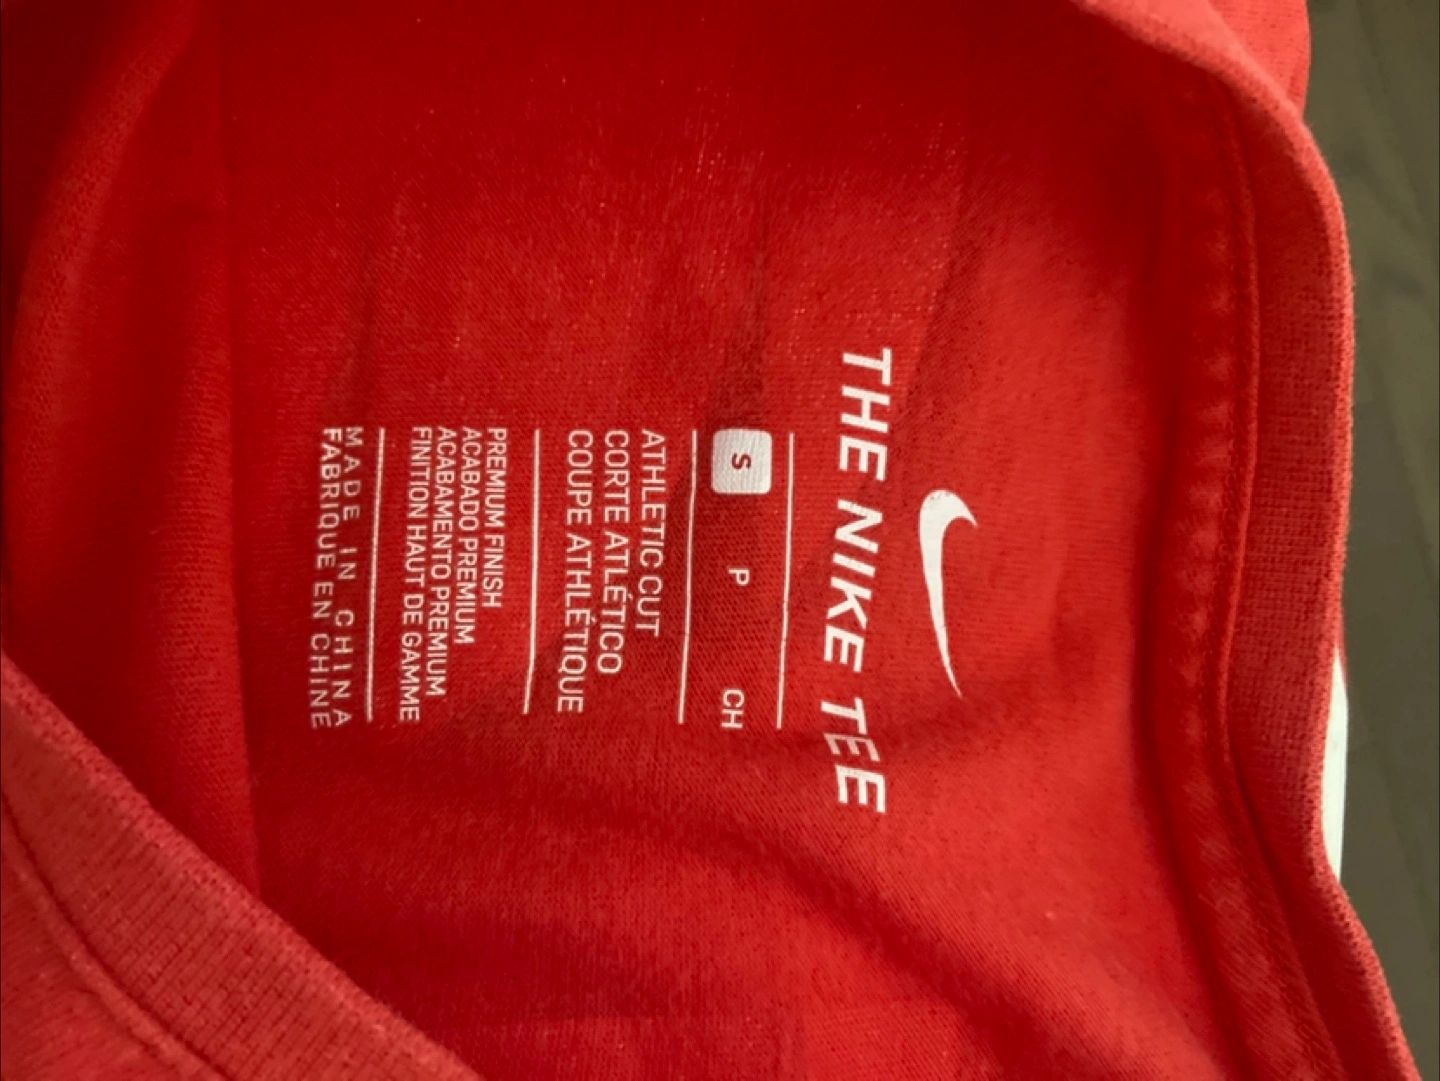 THE NIKE TEE
S P CH
ATHLETIC CUT
CORTE ATLÉTICO
COUPE ATHLÉTIQUE
PREMIUM FINISH
ACABADO PREMIUM
ACABAMENTO PREMIUM
FINITION HAUT DE GAMME
MADE IN CHINA
FABRIQUE EN CHINE